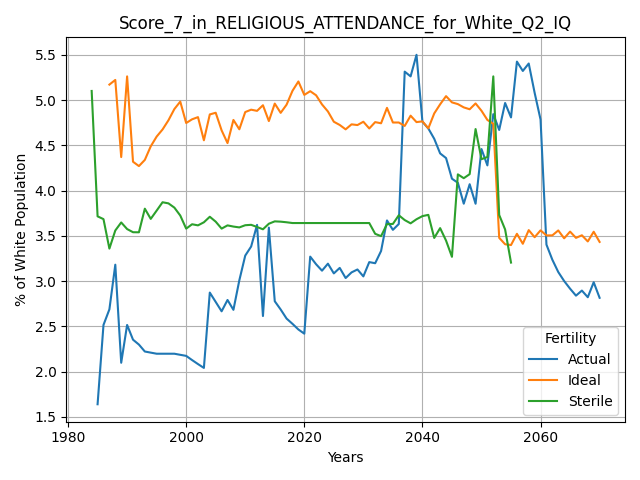 Score_7_in_RELIGIOUS_ATTENDANCE_for_White_Q2_IQ
% of White Population
5.5
5.0
4.5
4.0
3.5
3.0
2.5
2.0
1.5
1980
2000
2020
2040
2060
Years
Fertility
Actual
Ideal
Sterile